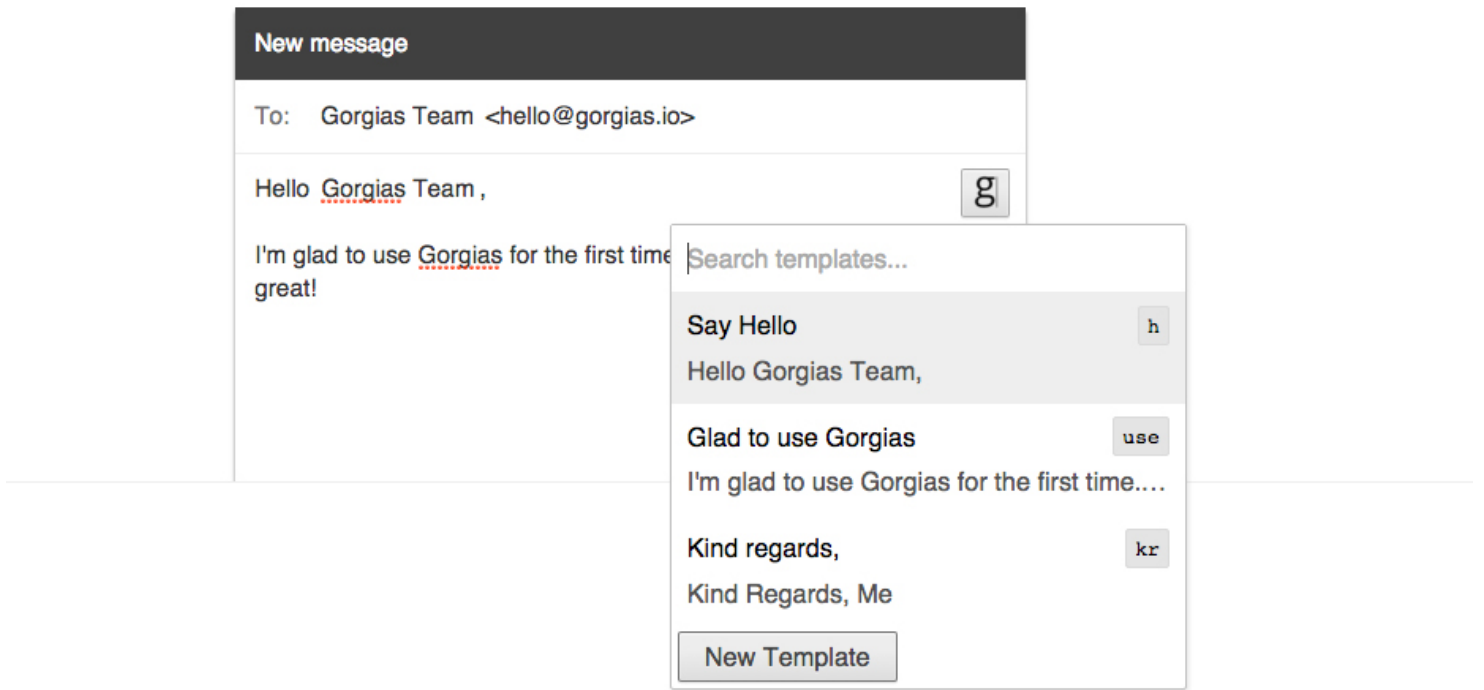 New message
To: Gorgias Team <hello@gorgias.io>
Hello Gorgias Team ,
g
I'm glad to use Gorgias for the first time
great!
Search templates...
Say Hello h
Hello Gorgias Team,
Glad to use Gorgias use
I'm glad to use Gorgias for the first time....
Kind regards, kr
Kind Regards, Me
New Template